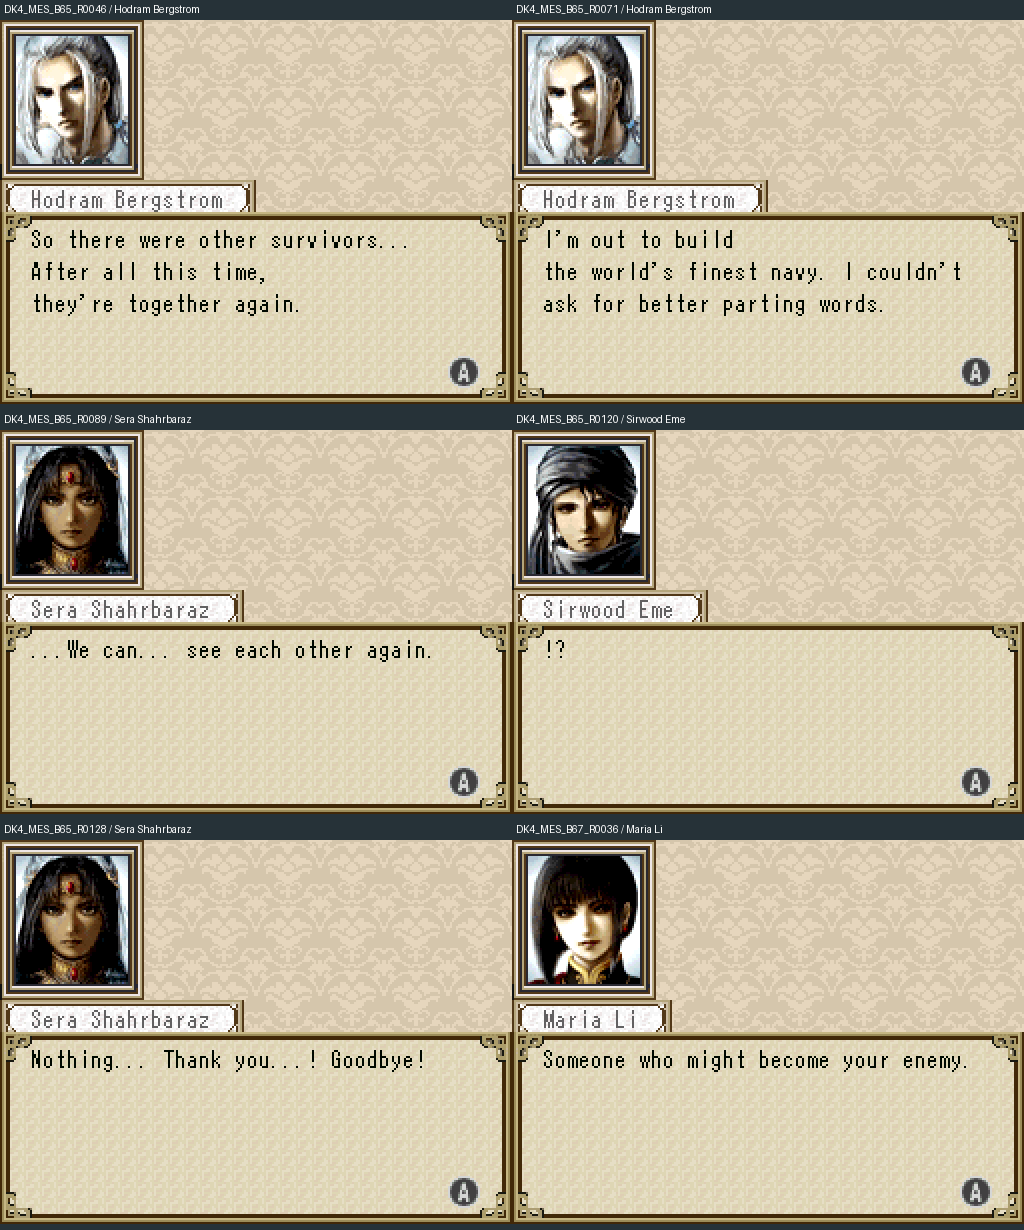 DK4_MES_B65_R0046 / Hodram Bergstrom
Hodram Bergstrom
So there were other survivors...
After all this time,
they're together again.
A
DK4_MES_B65_R0071 / Hodram Bergstrom
Hodram Bergstrom
I'm out to build
the world's finest navy. I couldn't
ask for better parting words.
A
DK4_MES_B65_R0089 / Sera Shahrbaraz
Sera Shahrbaraz
...We can... see each other again.
A
DK4_MES_B65_R0120 / Sirwood Eme
Sirwood Eme
!?
A
DK4_MES_B65_R0128 / Sera Shahrbaraz
Sera Shahrbaraz
Nothing... Thank you...! Goodbye!
A
DK4_MES_B67_R0036 / Maria Li
Maria Li
Someone who might become your enemy.
A